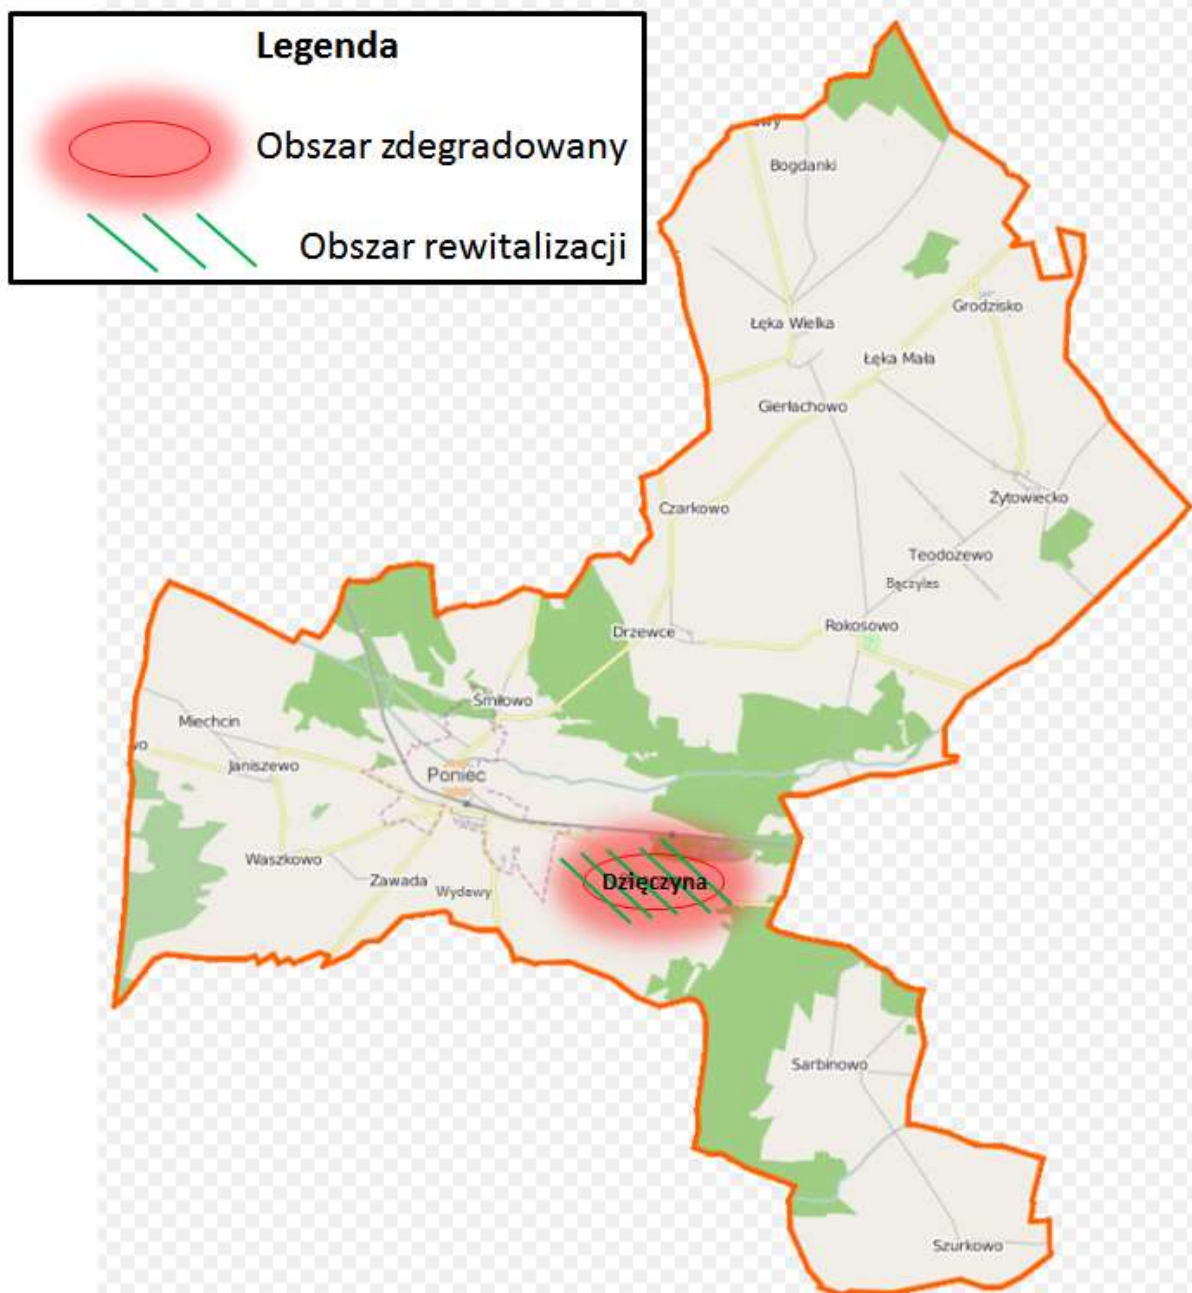 Legenda
Obszar zdegradowany
Obszar rewitalizacji
Bogdanki
Grodzisko
Łęka Wielka
Łęka Mała
Gierłachowo
Żytowiecko
Czarkowo
Teodozewo
Bączylas
Rokosowo
Drzewce
Śmiłowo
Miechcin
Janiszewo
Poniec
Waszkowo
Zawada
Dzięczyna
Wydawy
Sarbinowo
Szurkowo